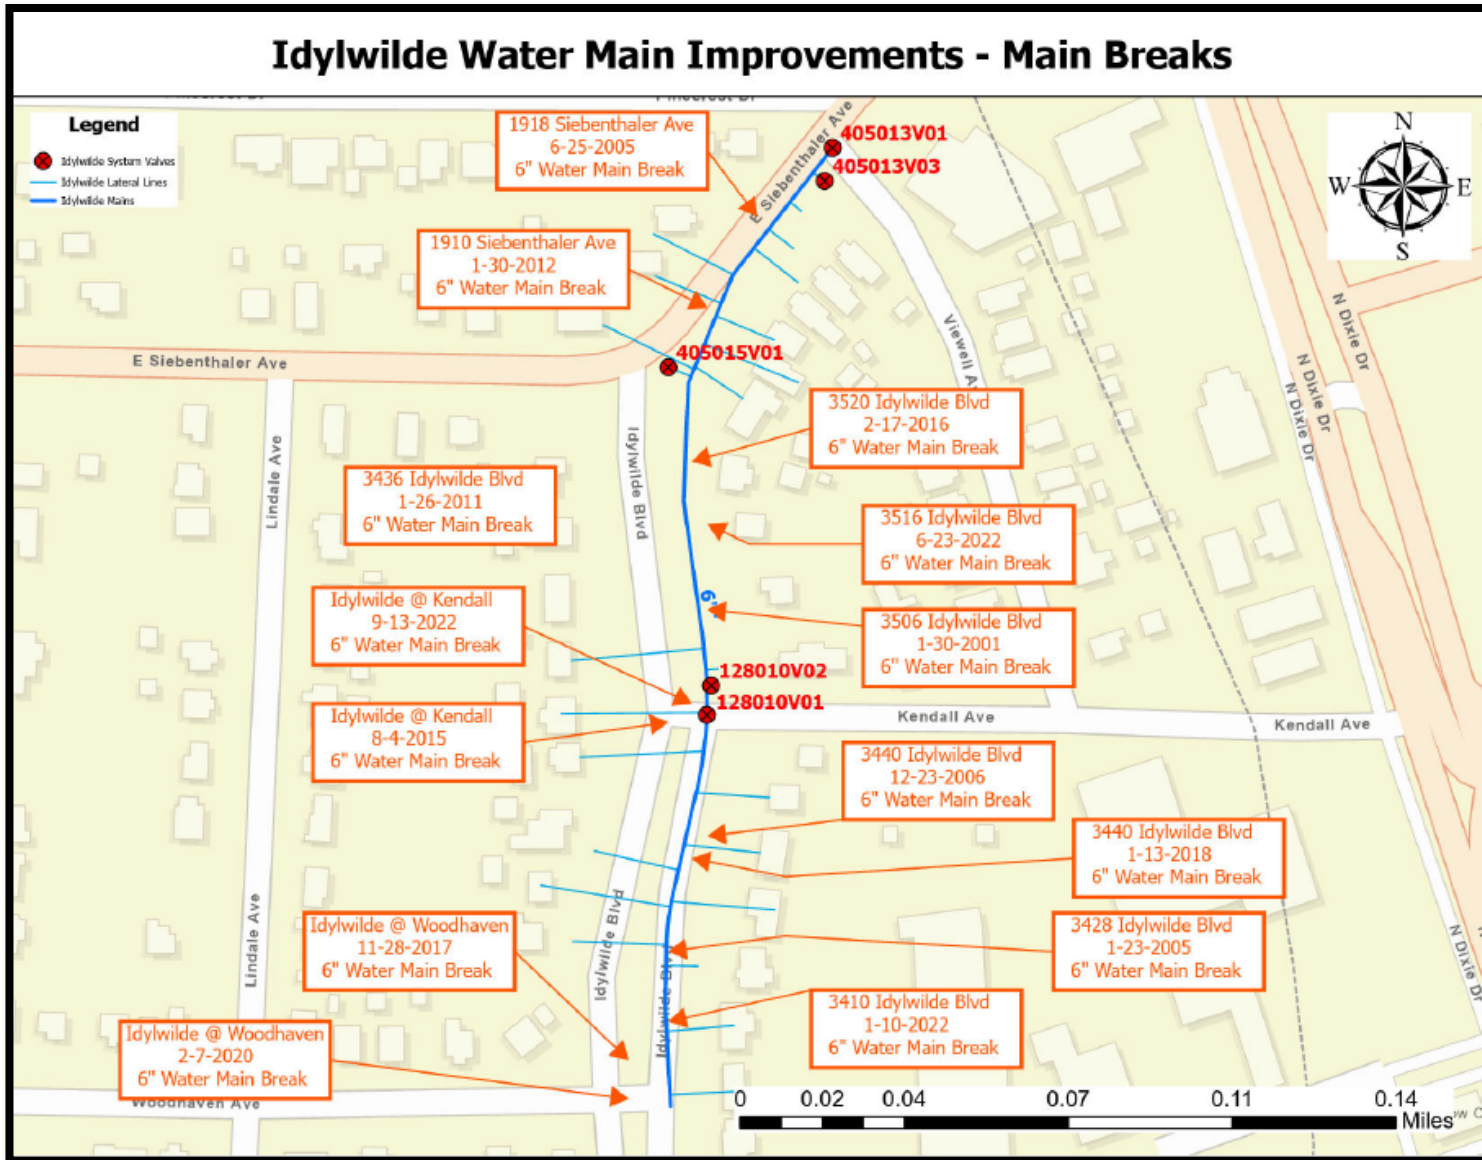 Idylwilde Water Main Improvements - Main Breaks
Legend
Idylwilde System Valves
Idylwilde Lateral Lines
Idylwilde Mains
N
W
E
S
1918 Siebenthaler Ave
6-25-2005
6" Water Main Break
405013V01
405013V03
E Siebenthaler Ave
1910 Siebenthaler Ave
1-30-2012
6" Water Main Break
405015V01
E Siebenthaler Ave
Viewell
N Dixie Dr
N Dixie Dr
N Dixie Dr
3520 Idylwilde Blvd
2-17-2016
6" Water Main Break
Lindale Ave
Idylwilde Blvd
3436 Idylwilde Blvd
1-26-2011
6" Water Main Break
3516 Idylwilde Blvd
6-23-2022
6" Water Main Break
Idylwilde @ Kendall
9-13-2022
6" Water Main Break
6"
3506 Idylwilde Blvd
1-30-2001
6" Water Main Break
128010V02
128010V01
Kendall Ave
Kendall Ave
Idylwilde @ Kendall
8-4-2015
6" Water Main Break
3440 Idylwilde Blvd
12-23-2006
6" Water Main Break
3440 Idylwilde Blvd
1-13-2018
6" Water Main Break
Lindale Ave
Idylwilde Blvd
Idylwilde Blvd
Idylwilde @ Woodhaven
11-28-2017
6" Water Main Break
3428 Idylwilde Blvd
1-23-2005
6" Water Main Break
N Dixie Dr
3410 Idylwilde Blvd
1-10-2022
6" Water Main Break
Idylwilde @ Woodhaven
2-7-2020
6" Water Main Break
Woodhaven Ave
0 0.02 0.04 0.07 0.11 0.14
Miles